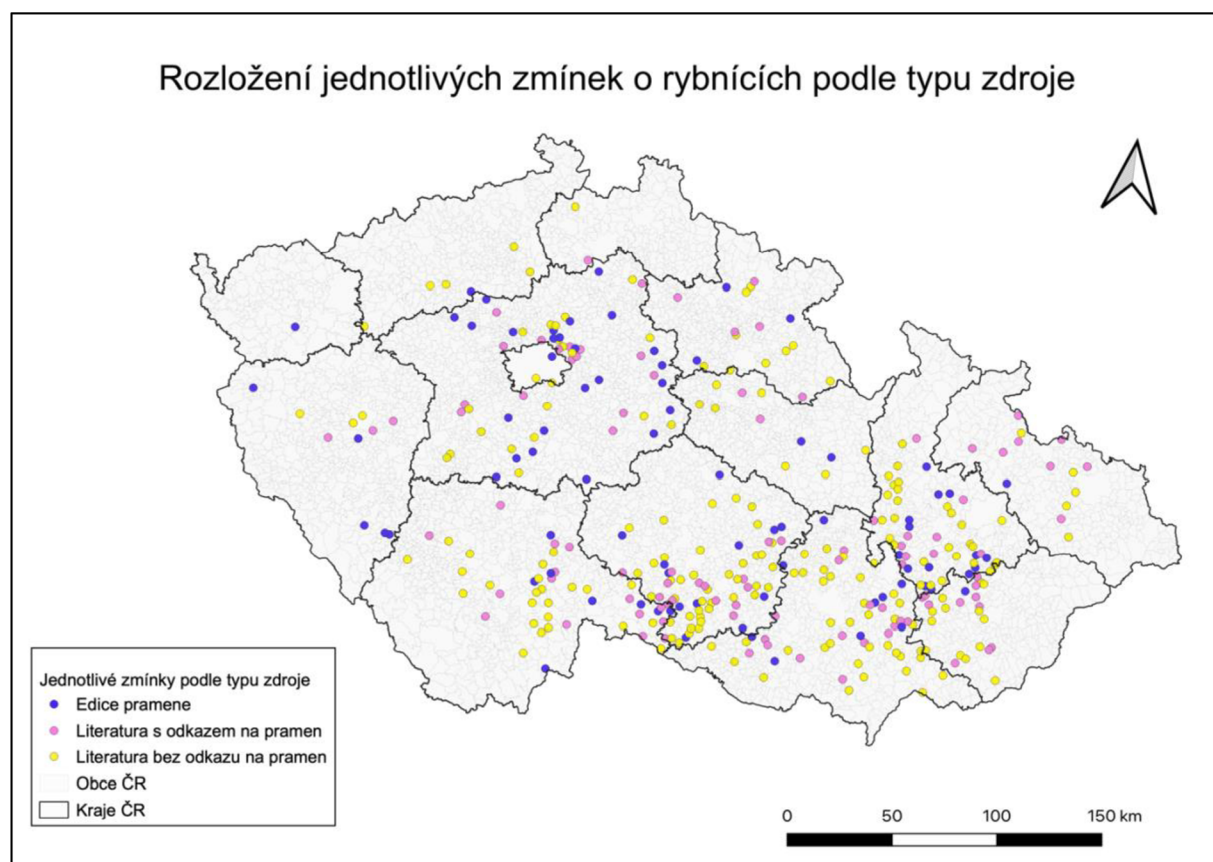 Rozložení jednotlivých zmínek o rybnících podle typu zdroje
Jednotlivé zmínky podle typu zdroje
Edice pramene
Literatura s odkazem na pramen
Literatura bez odkazu na pramen
Obce ČR
Kraje ČR
0 50 100 150 km